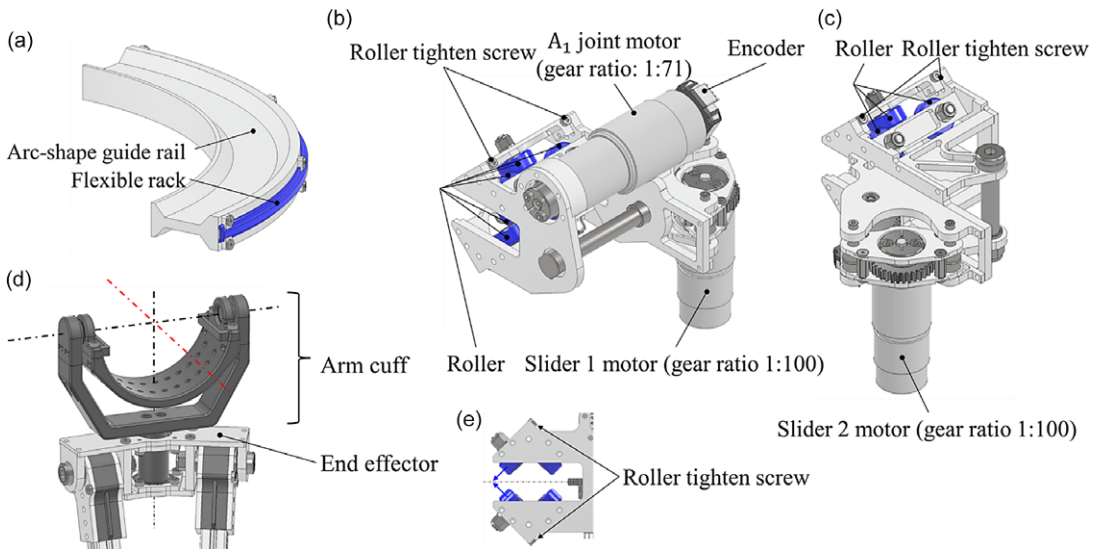 (a)
Arc-shape guide rail
Flexible rack
(b)
Roller tighten screw
A₁ joint motor
(gear ratio: 1:71)
Encoder
Roller
Slider 1 motor (gear ratio 1:100)
(c)
Roller
Roller tighten screw
Slider 2 motor (gear ratio 1:100)
(d)
Arm cuff
End effector
(e)
Roller tighten screw